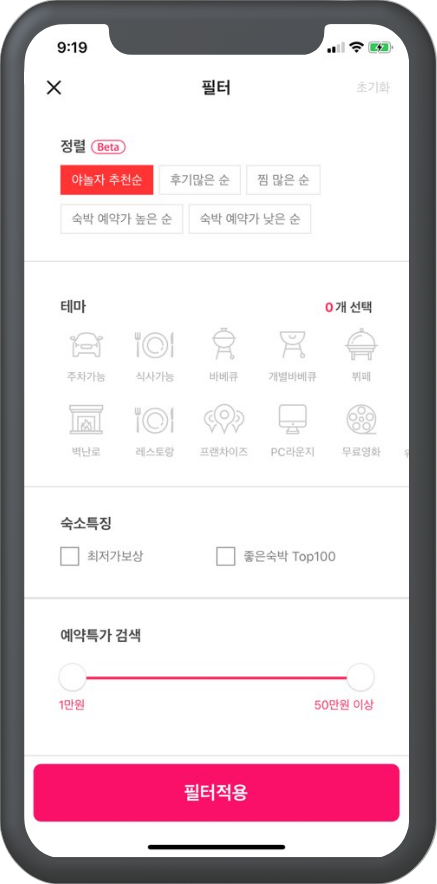 9:19
필터
초기화
정렬 Beta
야놀자 추천순 후기많은 순 찜 많은 순
숙박 예약가 높은 순 숙박 예약가 낮은 순
테마 0개 선택
주차가능 식사가능 바베큐 개별바베큐 뷔페
벽난로 레스토랑 프랜차이즈 PC라운지 무료영화
숙소특징
최저가보상 좋은숙박 Top100
예약특가 검색
1만원 50만원 이상
필터적용